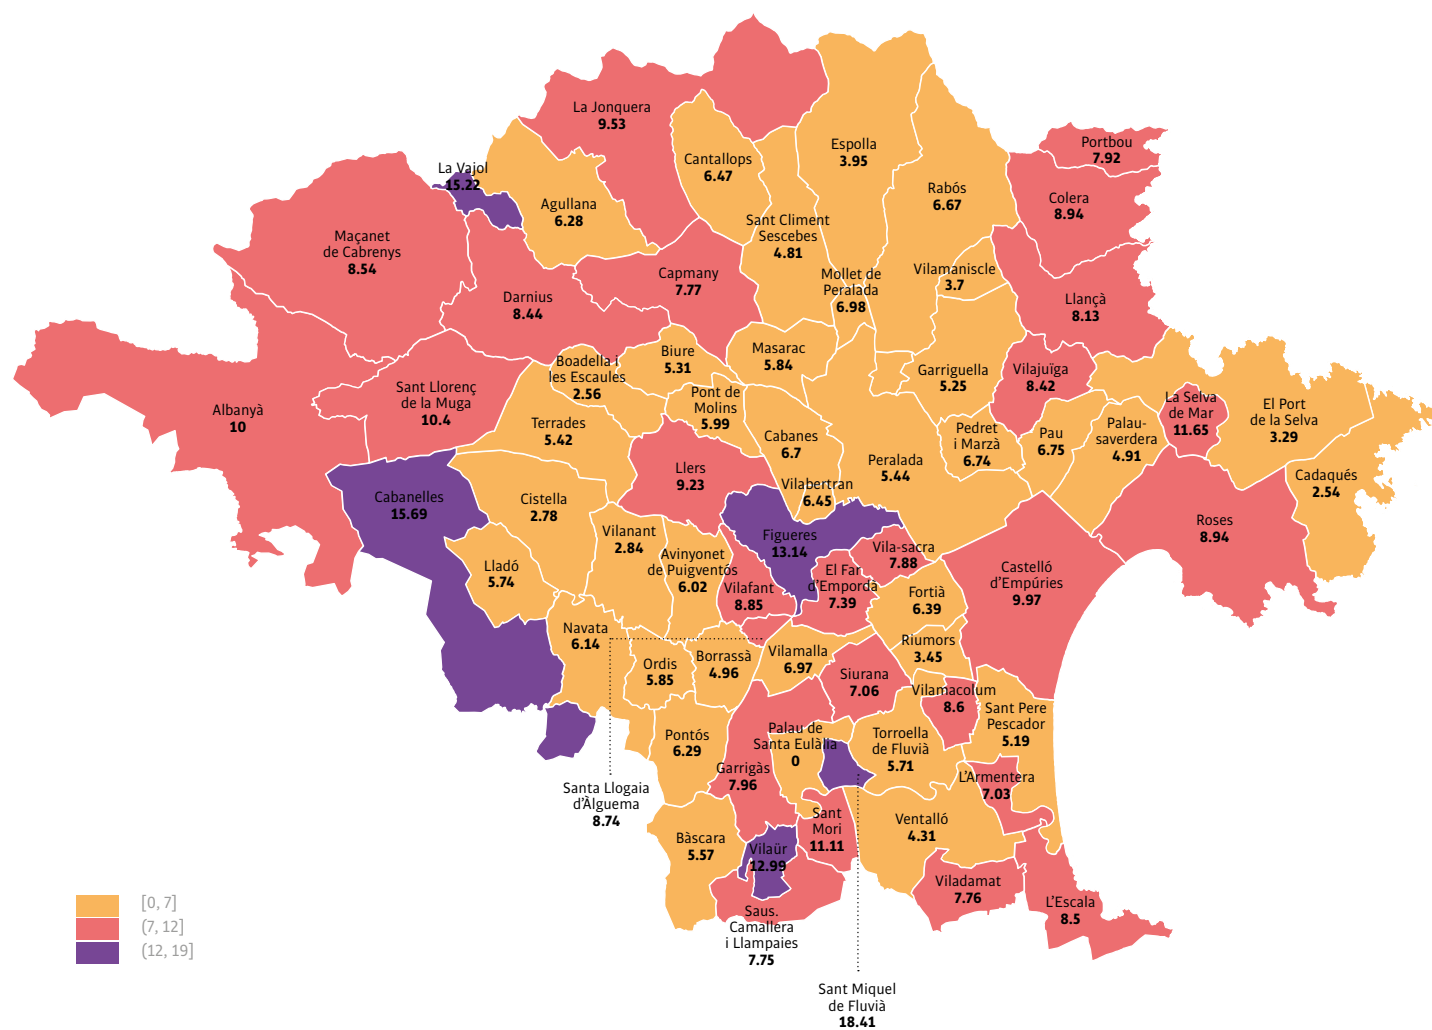 La Jonquera
9.53
Portbou
7.92
Espolla
3.95
Cantallops
6.47
La Vajol
15.22
Rabós
6.67
Colera
8.94
Agullana
6.28
Sant Climent
Sescebes
4.81
Maçanet
de Cabrenys
8.54
Capmany
7.77
Mollet de
Peralada
6.98
Vilamaniscle
3.7
Darnius
8.44
Llançà
8.13
Boadella i
les Escaules
2.56
Biure
5.31
Masarac
5.84
Garriguella
5.25
Vilajuïga
8.42
Sant Llorenç
de la Muga
10.4
Albanyà
10
Pont de
Molins
5.99
La Selva
de Mar
11.65
El Port
de la Selva
3.29
Terrades
5.42
Cabanes
6.7
Pedret
i Marzà
6.74
Pau
6.75
Palau-
saverdera
4.91
Llers
9.23
Peralada
5.44
Cadaqués
2.54
Vilabertran
6.45
Cabanelles
15.69
Cistella
2.78
Roses
8.94
Vilanant
2.84
Figueres
13.14
Avinyonet
de Puigventós
6.02
Vila-sacra
7.88
Lladó
5.74
El Far
d'Empordà
7.39
Castelló
d'Empúries
9.97
Vilafant
8.85
Fortià
6.39
Navata
6.14
Riumors
3.45
Ordis
5.85
Borrassà
4.96
Vilamalla
6.97
Siurana
7.06
Vilamacolum
8.6
Sant Pere
Pescador
5.19
Pontós
6.29
Palau de
Santa Eulàlia
0
Torroella
de Fluvià
5.71
Garrigàs
7.96
L'Armentera
7.03
Santa Llogaia
d'Àlguema
8.74
Sant
Mori
11.11
Ventalló
4.31
Bàscara
5.57
Vilaür
12.99
Viladamat
7.76
L'Escala
8.5
Saus.
Camallera
i Llampaies
7.75
[0, 7]
(7, 12]
(12, 19]
Sant Miquel
de Fluvià
18.41